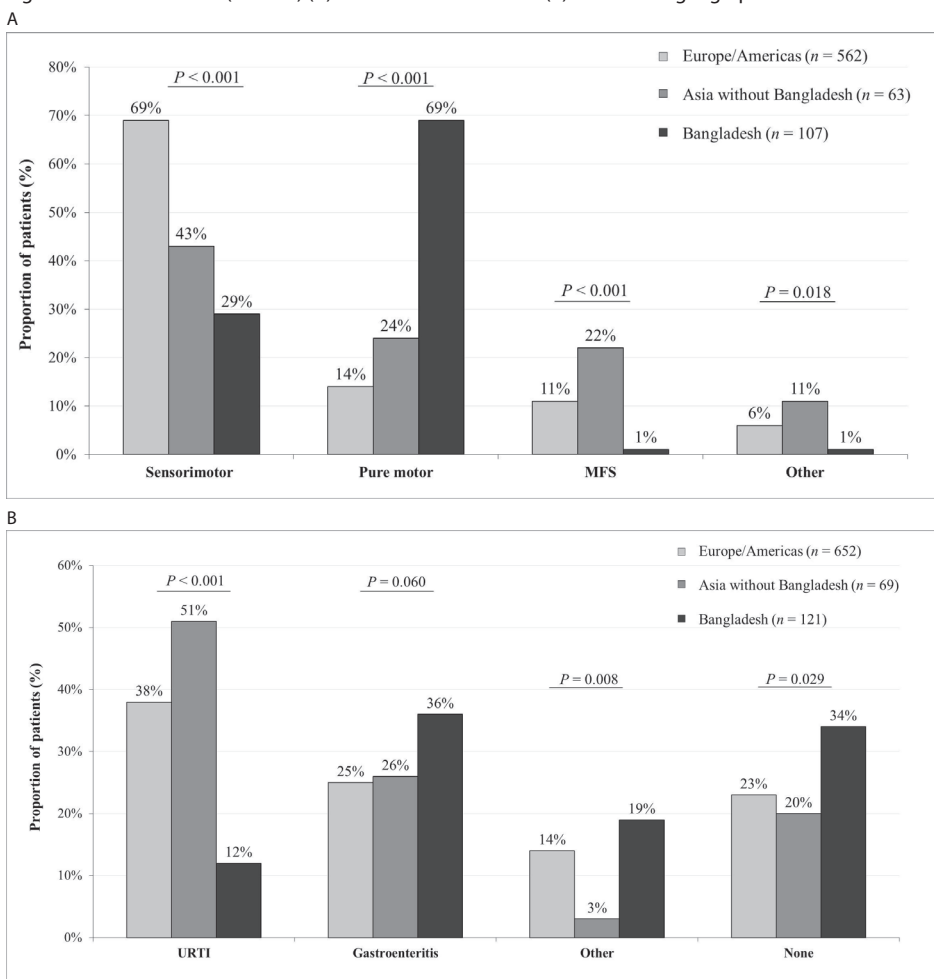 A
80%
70%
60%
50%
40%
30%
20%
10%
0%
Proportion of patients (%)
P < 0.001
P < 0.001
P < 0.001
P = 0.018
Europe/Americas (n = 562)
Asia without Bangladesh (n = 63)
Bangladesh (n = 107)
69%
43%
29%
14%
24%
69%
11%
22%
1%
6%
11%
1%
Sensorimotor
Pure motor
MFS
Other
B
60%
50%
40%
30%
20%
10%
0%
Proportion of patients (%)
P < 0.001
P = 0.060
P = 0.008
P = 0.029
Europe/Americas (n = 652)
Asia without Bangladesh (n = 69)
Bangladesh (n = 121)
38%
51%
12%
25%
26%
36%
14%
3%
19%
23%
20%
34%
URTI
Gastroenteritis
Other
None